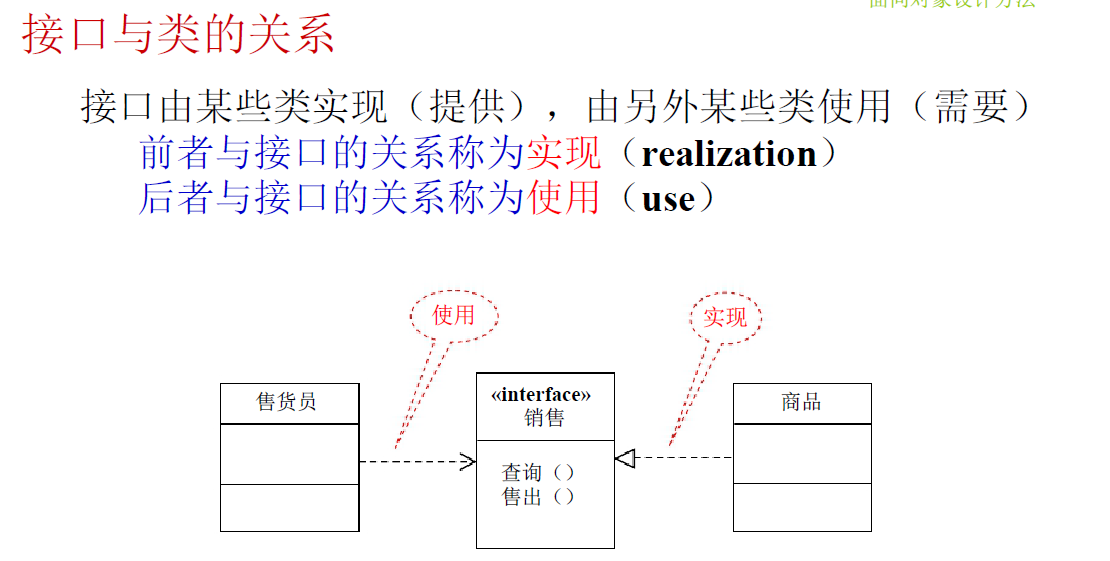 面向对象设计方法
接口与类的关系
接口由某些类实现（提供），由另外某些类使用（需要）
前者与接口的关系称为实现（realization）
后者与接口的关系称为使用（use）
使用
实现
售货员
«interface»
销售
商品
查询（）
售出（）